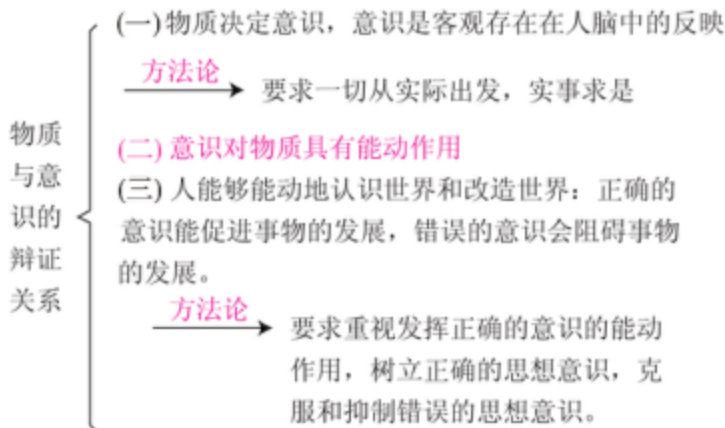 物质
与意
识的
辩证
关系
(一)物质决定意识，意识是客观存在在人脑中的反映
方法论
要求一切从实际出发，实事求是
(二) 意识对物质具有能动作用
(三) 人能够能动地认识世界和改造世界：正确的
意识能促进事物的发展，错误的意识会阻碍事物
的发展。
方法论
要求重视发挥正确的意识的能动
作用，树立正确的思想意识，克
服和抑制错误的思想意识。